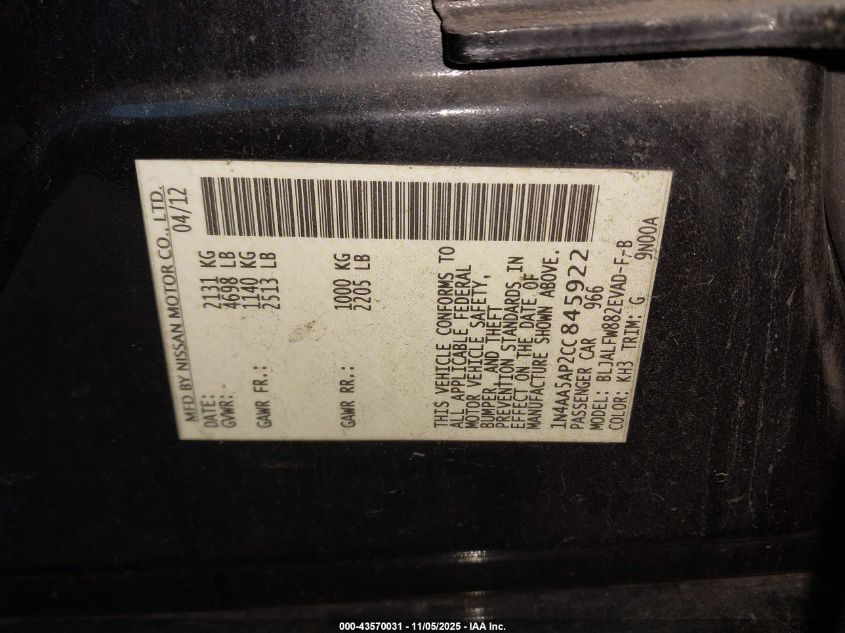 MFD BY NISSAN MOTOR CO., LTD.
DATE: 04/12
GVWR:- 2131 KG
4698 LB
GAWR FR.: 1140 KG
2513 LB
GAWR RR.: 1000 KG
2205 LB
THIS VEHICLE CONFORMS TO
ALL APPLICABLE FEDERAL
MOTOR VEHICLE SAFETY,
BUMPER, AND THEFT
PREVENTION STANDARDS IN
EFFECT ON THE DATE OF
MANUFACTURE SHOWN ABOVE.
1N4AA5AP2CC845922
PASSENGER CAR 966
MODEL: BLJALFW882EVAD-F-B
COLOR: KH3 TRIM: G 9N00A
000-43570031 - 11/05/2025 - IAA Inc.